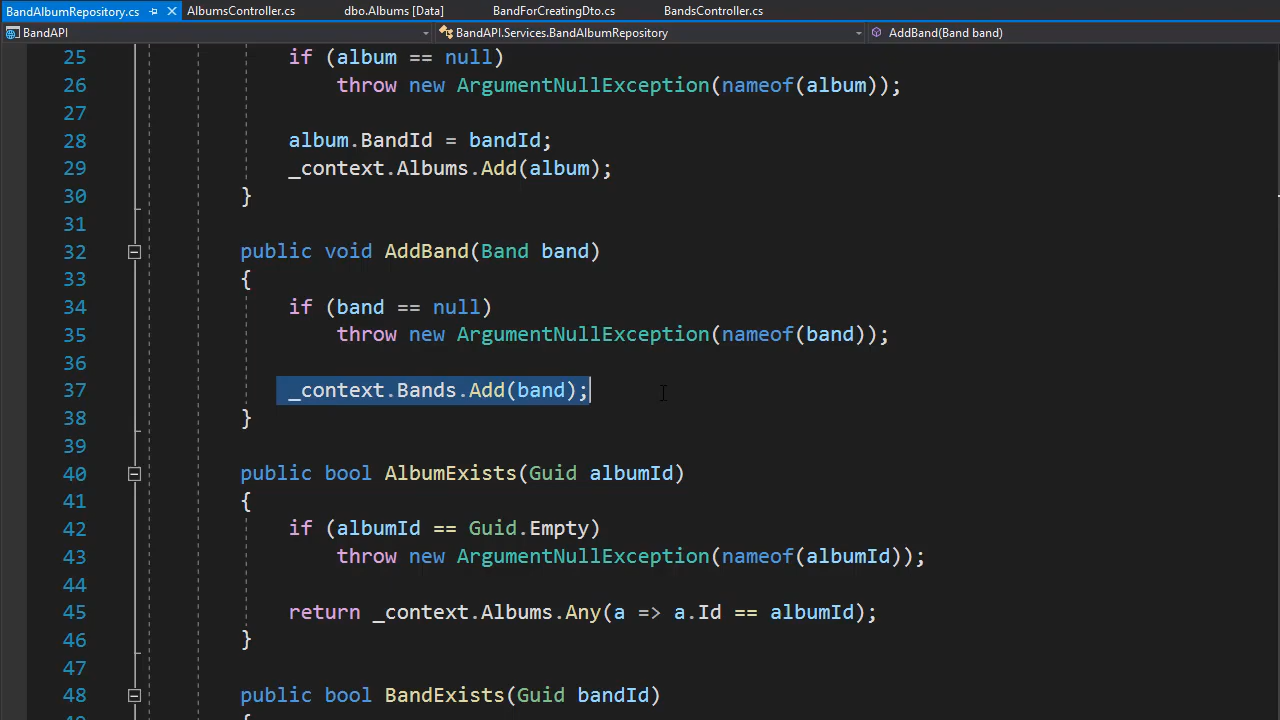 BandAlbumRepository.cs AlbumsController.cs dbo.Albums [Data] BandForCreatingDto.cs BandsController.cs
BandAPI BandAPI.Services.BandAlbumRepository AddBand(Band band)
25 if (album == null)
26 throw new ArgumentNullException(nameof(album));
27
28 album.BandId = bandId;
29 _context.Albums.Add(album);
30 }
31
32 public void AddBand(Band band)
33 {
34 if (band == null)
35 throw new ArgumentNullException(nameof(band));
36
37 _context.Bands.Add(band);
38 }
39
40 public bool AlbumExists(Guid albumId)
41 {
42 if (albumId == Guid.Empty)
43 throw new ArgumentNullException(nameof(albumId));
44
45 return _context.Albums.Any(a => a.Id == albumId);
46 }
47
48 public bool BandExists(Guid bandId)